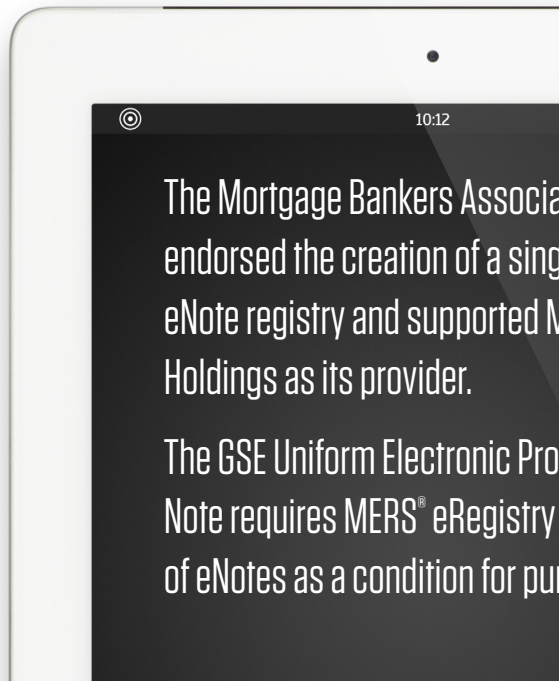 10:12
The Mortgage Bankers Associa
endorsed the creation of a sing
eNote registry and supported M
Holdings as its provider.
The GSE Uniform Electronic Pro
Note requires MERS® eRegistry
of eNotes as a condition for pur